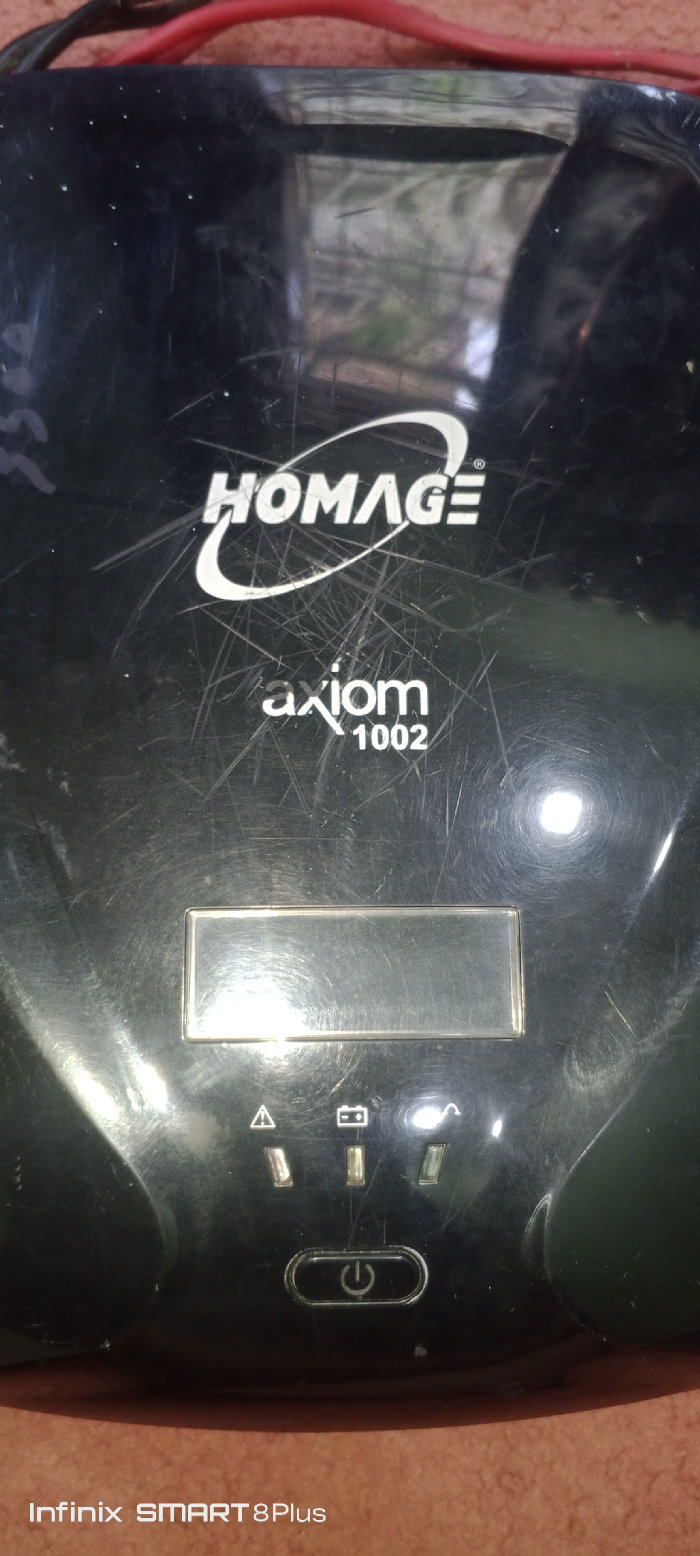 HOMAGE®
axiom
1002
Infinix SMART 8Plus